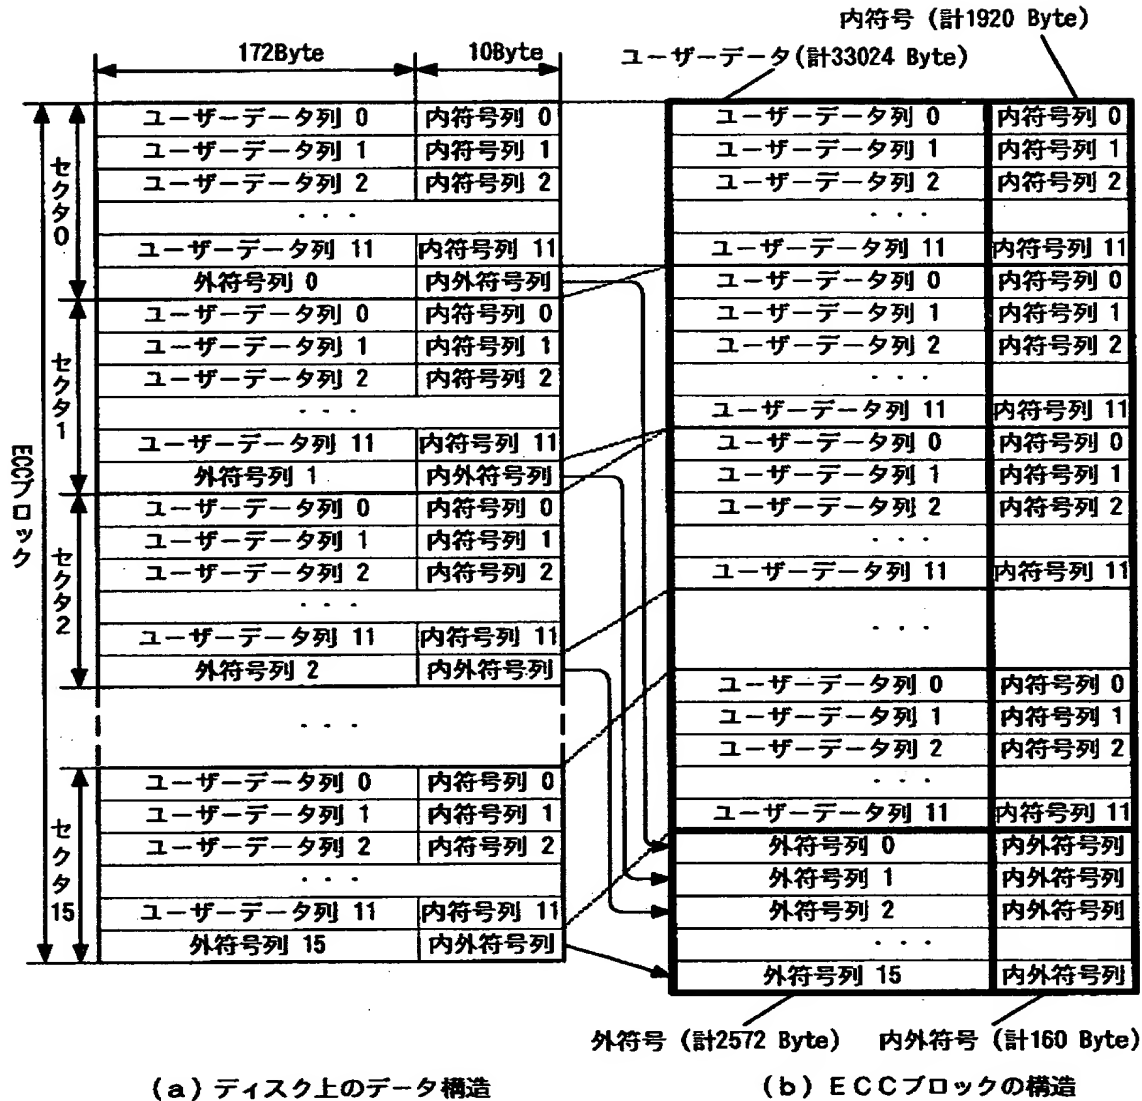 内符号 (計1920 Byte)
172Byte
10Byte
ユーザーデータ(計33024 Byte)
ECCブロック
セクタ0
ユーザーデータ列 0 内符号列 0
ユーザーデータ列 1 内符号列 1
ユーザーデータ列 2 内符号列 2
・・・
ユーザーデータ列 11 内符号列 11
外符号列 0 内外符号列
セクタ1
ユーザーデータ列 0 内符号列 0
ユーザーデータ列 1 内符号列 1
ユーザーデータ列 2 内符号列 2
・・・
ユーザーデータ列 11 内符号列 11
外符号列 1 内外符号列
セクタ2
ユーザーデータ列 0 内符号列 0
ユーザーデータ列 1 内符号列 1
ユーザーデータ列 2 内符号列 2
・・・
ユーザーデータ列 11 内符号列 11
外符号列 2 内外符号列
・・・
セクタ15
ユーザーデータ列 0 内符号列 0
ユーザーデータ列 1 内符号列 1
ユーザーデータ列 2 内符号列 2
・・・
ユーザーデータ列 11 内符号列 11
外符号列 15 内外符号列
ユーザーデータ列 0 内符号列 0
ユーザーデータ列 1 内符号列 1
ユーザーデータ列 2 内符号列 2
・・・
ユーザーデータ列 11 内符号列 11
ユーザーデータ列 0 内符号列 0
ユーザーデータ列 1 内符号列 1
ユーザーデータ列 2 内符号列 2
・・・
ユーザーデータ列 11 内符号列 11
ユーザーデータ列 0 内符号列 0
ユーザーデータ列 1 内符号列 1
ユーザーデータ列 2 内符号列 2
・・・
ユーザーデータ列 11 内符号列 11
・・・
ユーザーデータ列 0 内符号列 0
ユーザーデータ列 1 内符号列 1
ユーザーデータ列 2 内符号列 2
・・・
ユーザーデータ列 11 内符号列 11
外符号列 0 内外符号列
外符号列 1 内外符号列
外符号列 2 内外符号列
・・・
外符号列 15 内外符号列
外符号 (計2572 Byte)
内外符号 (計160 Byte)
(a) ディスク上のデータ構造
(b) ECCブロックの構造